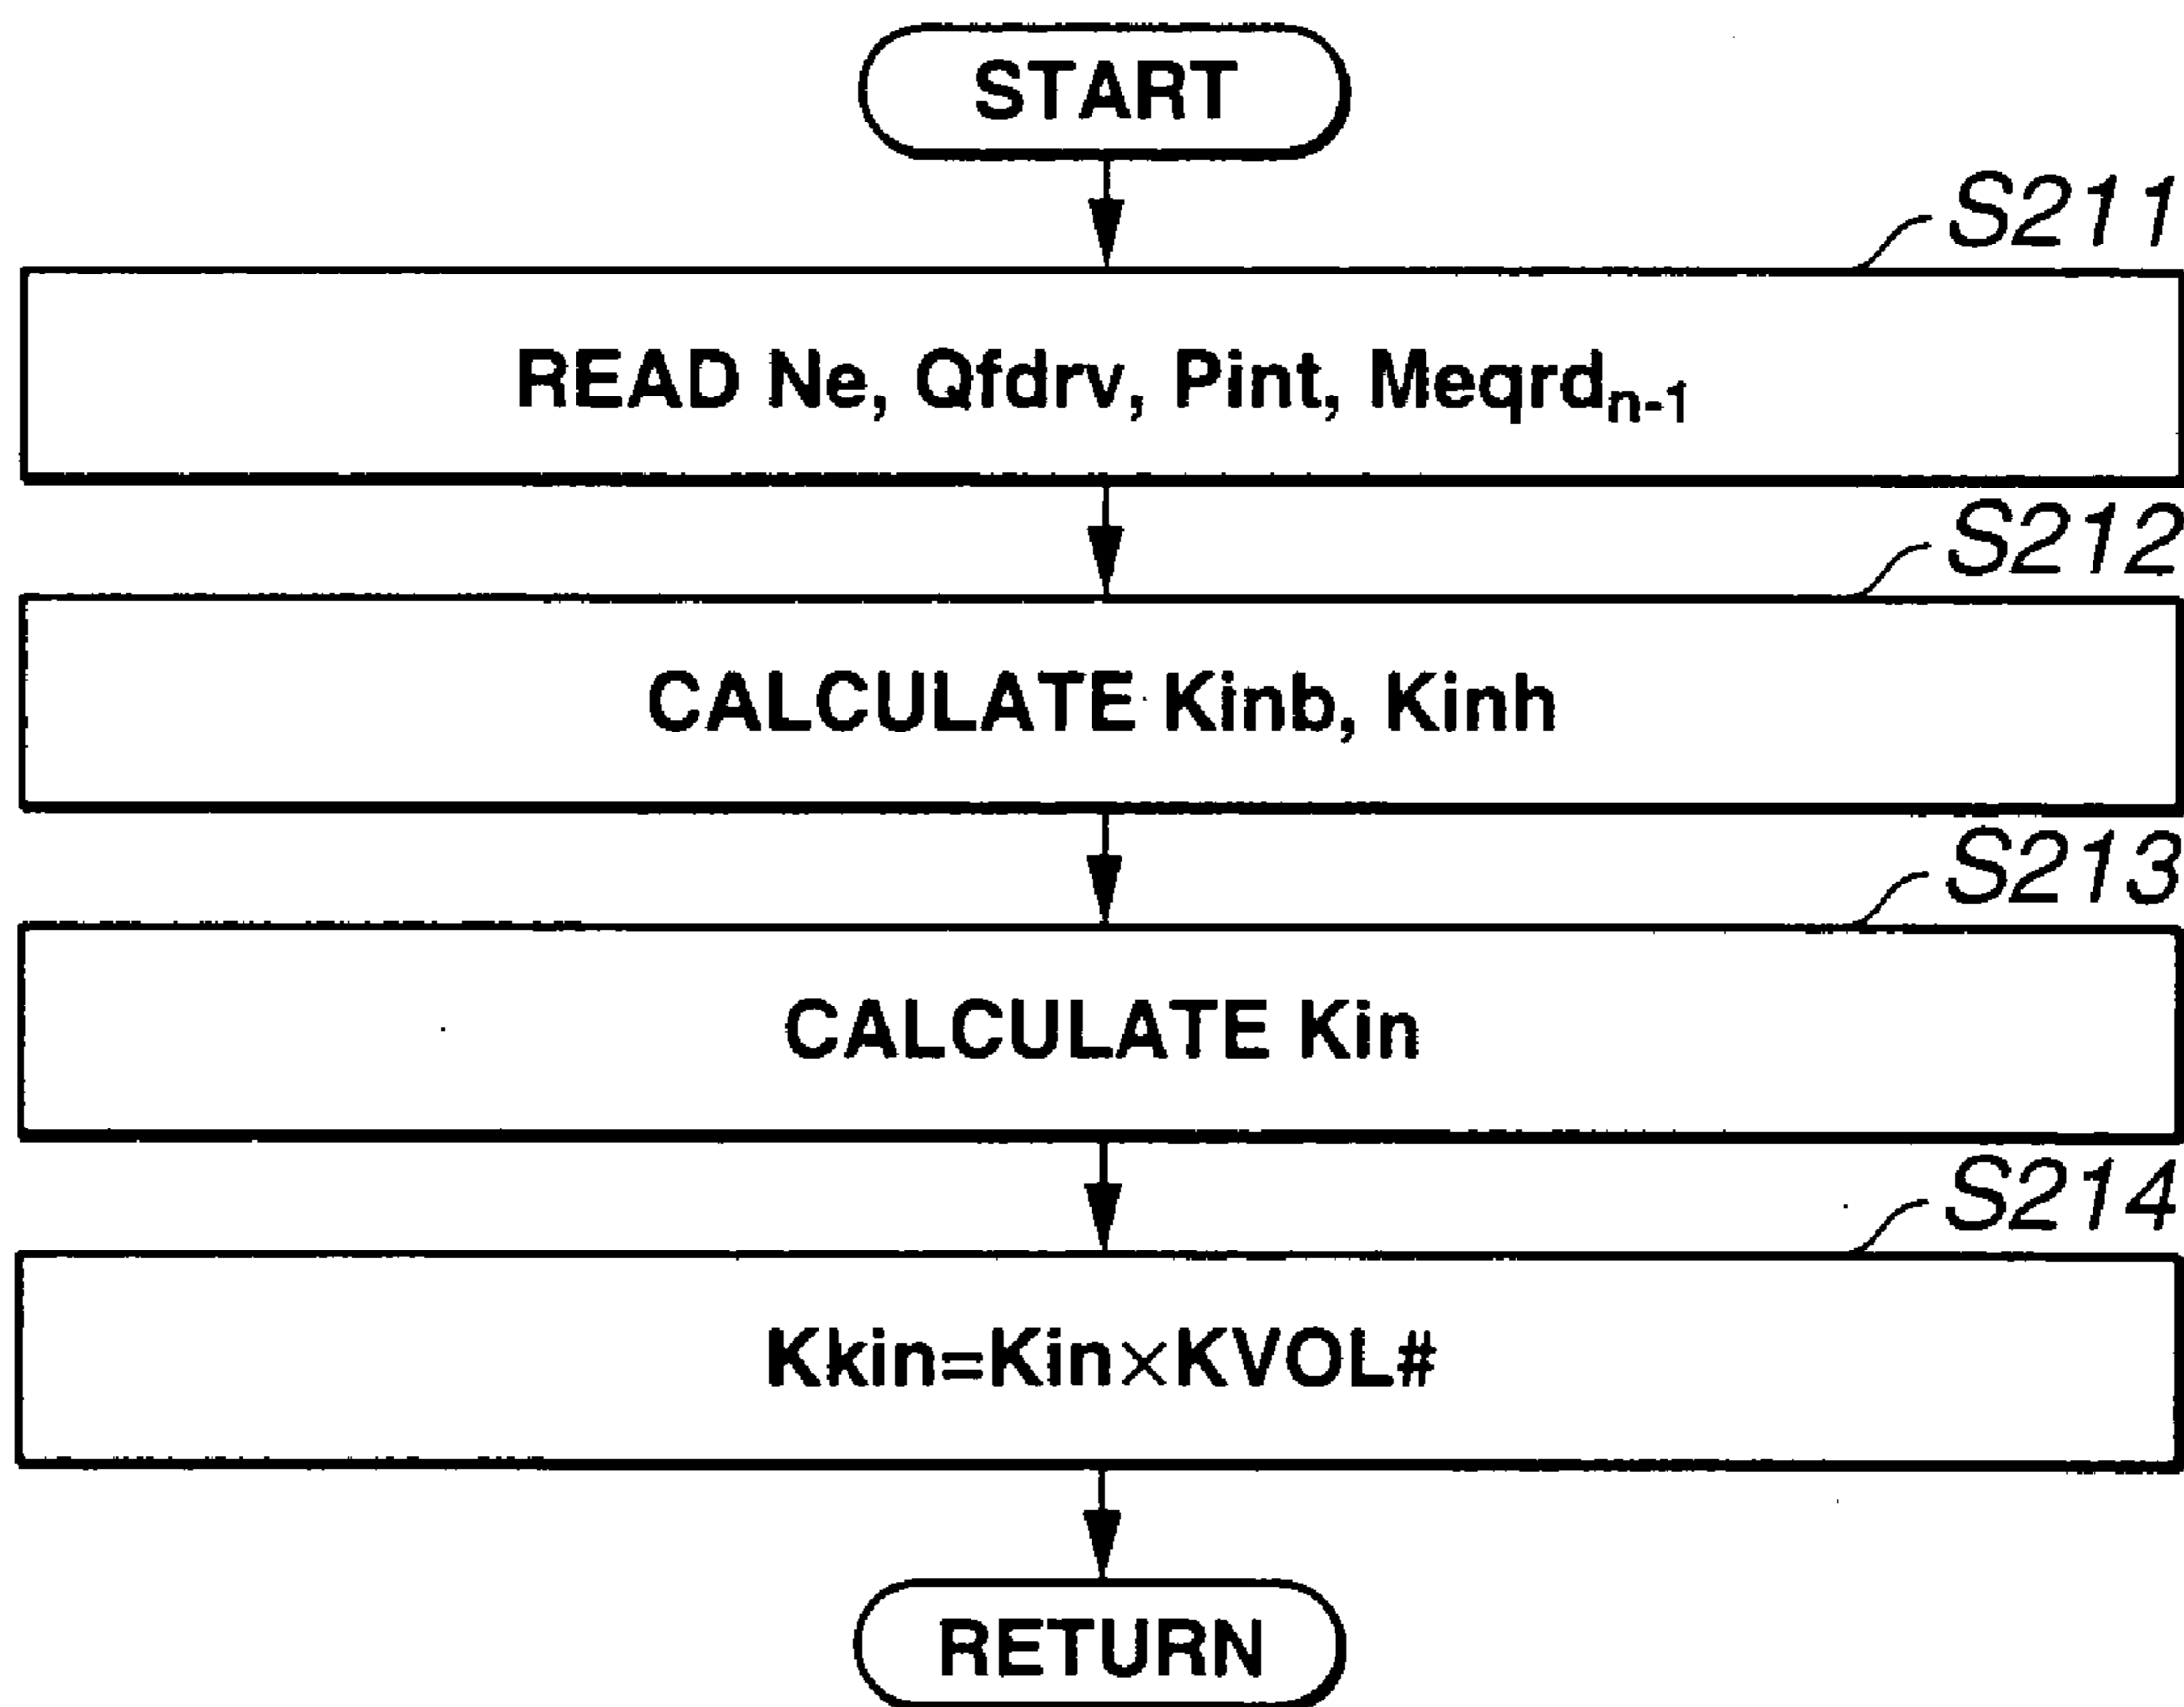 START
S211
READ Ne, Qfdrv, Pint, Meqrdₙ₋₁
S212
CALCULATE Kinb, Kinh
S213
CALCULATE Kin
S214
Kkin=Kin×KVOL#
RETURN